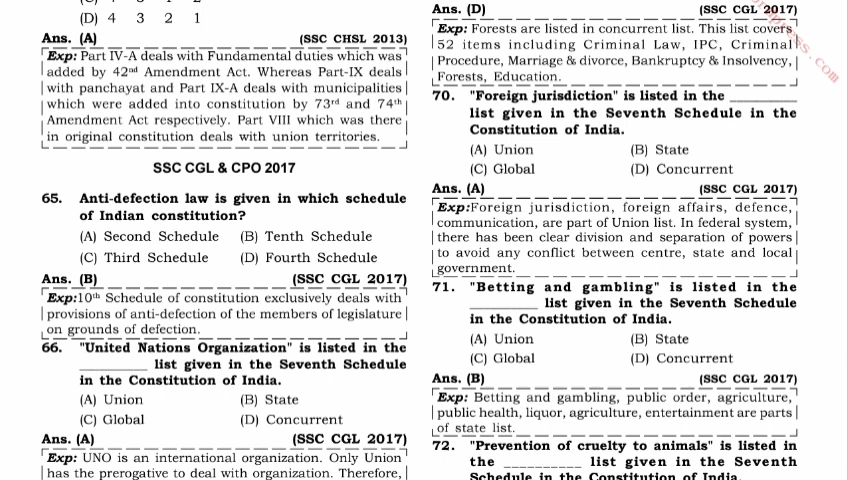 (D) 4 3 2 1
Ans. (A) (SSC CHSL 2013)
Exp: Part IV-A deals with Fundamental duties which was
added by 42nd Amendment Act. Whereas Part-IX deals
with panchayat and Part IX-A deals with municipalities
which were added into constitution by 73rd and 74th
Amendment Act respectively. Part VIII which was there
in original constitution deals with union territories.
SSC CGL & CPO 2017
65. Anti-defection law is given in which schedule
of Indian constitution?
(A) Second Schedule (B) Tenth Schedule
(C) Third Schedule (D) Fourth Schedule
Ans. (B) (SSC CGL 2017)
Exp:10th Schedule of constitution exclusively deals with
provisions of anti-defection of the members of legislature
on grounds of defection.
66. "United Nations Organization" is listed in the
_________ list given in the Seventh Schedule
in the Constitution of India.
(A) Union (B) State
(C) Global (D) Concurrent
Ans. (A) (SSC CGL 2017)
Exp: UNO is an international organization. Only Union
has the prerogative to deal with organization. Therefore,
Ans. (D) (SSC CGL 2017)
Exp: Forests are listed in concurrent list. This list covers
52 items including Criminal Law, IPC, Criminal
Procedure, Marriage & divorce, Bankruptcy & Insolvency,
Forests, Education.
70. "Foreign jurisdiction" is listed in the _________
list given in the Seventh Schedule in the
Constitution of India.
(A) Union (B) State
(C) Global (D) Concurrent
Ans. (A) (SSC CGL 2017)
Exp:Foreign jurisdiction, foreign affairs, defence,
communication, are part of Union list. In federal system,
there has been clear division and separation of powers
to avoid any conflict between centre, state and local
government.
71. "Betting and gambling" is listed in the
_________ list given in the Seventh Schedule
in the Constitution of India.
(A) Union (B) State
(C) Global (D) Concurrent
Ans. (B) (SSC CGL 2017)
Exp: Betting and gambling, public order, agriculture,
public health, liquor, agriculture, entertainment are parts
of state list.
72. "Prevention of cruelty to animals" is listed in
the __________ list given in the Seventh
Schedule in the Constitution of India.